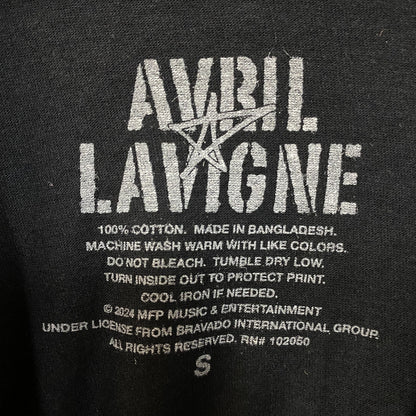 AVRIL
LAVIGNE
100% COTTON. MADE IN BANGLADESH.
MACHINE WASH WARM WITH LIKE COLORS.
DO NOT BLEACH. TUMBLE DRY LOW.
TURN INSIDE OUT TO PROTECT PRINT.
COOL IRON IF NEEDED.
© 2024 MFP MUSIC & ENTERTAINMENT
UNDER LICENSE FROM BRAVADO INTERNATIONAL GROUP.
ALL RIGHTS RESERVED. RN# 102050
S